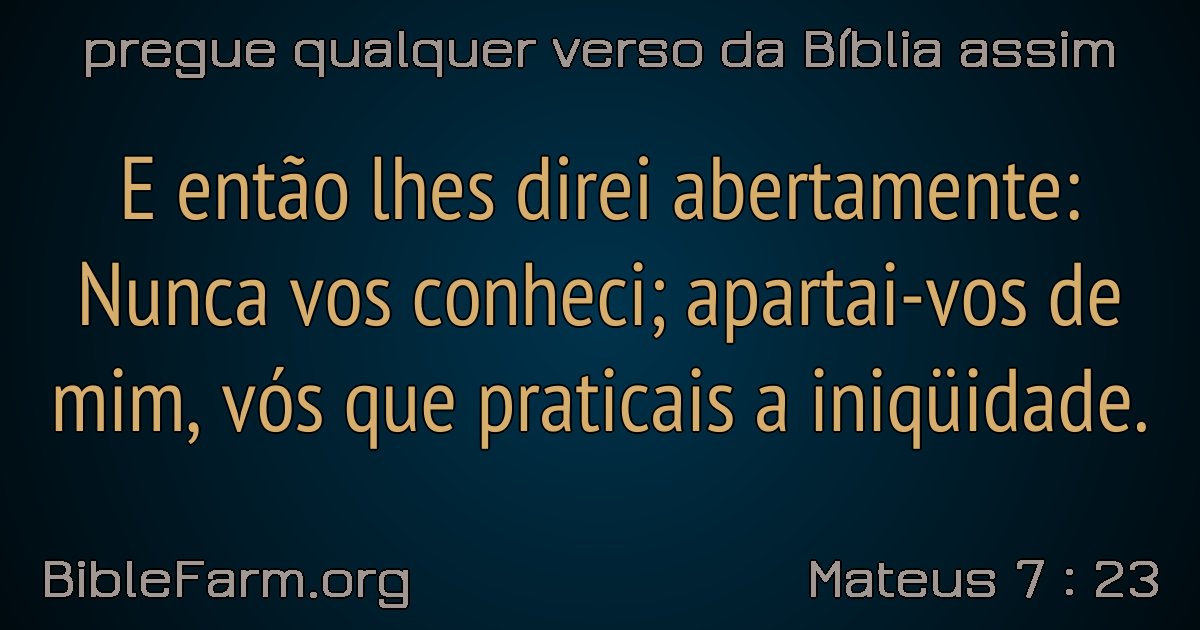 pregue qualquer verso da Bíblia assim
E então lhes direi abertamente:
Nunca vos conheci; apartai-vos de
mim, vós que praticais a iniqüidade.
BibleFarm.org
Mateus 7 : 23